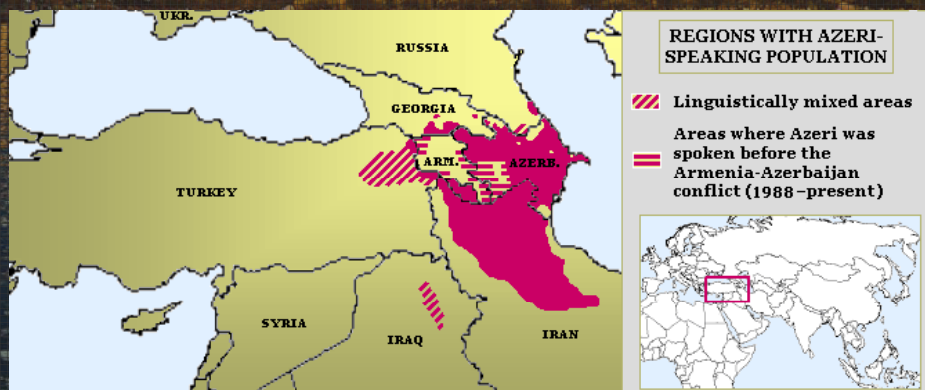 UKR.
RUSSIA
GEORGIA
ARM.
AZERB.
TURKEY
SYRIA
IRAQ
IRAN
REGIONS WITH AZERI-
SPEAKING POPULATION
Linguistically mixed areas
Areas where Azeri was
spoken before the
Armenia-Azerbaijan
conflict (1988–present)